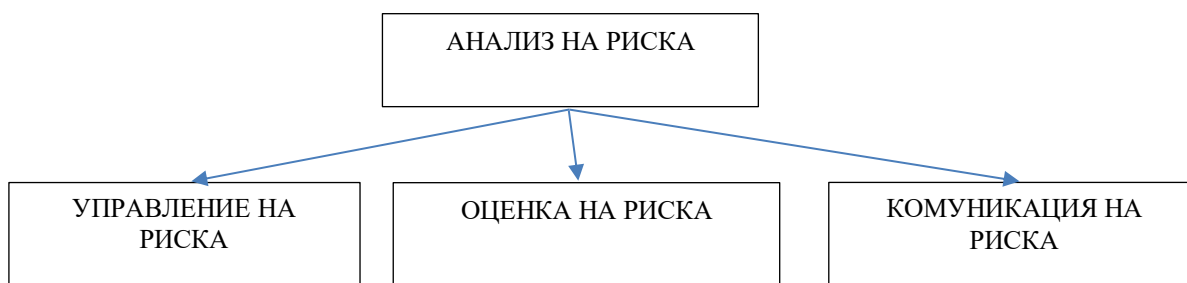 АНАЛИЗ НА РИСКА
УПРАВЛЕНИЕ НА
РИСКА
ОЦЕНКА НА РИСКА
КОМУНИКАЦИЯ НА
РИСКА